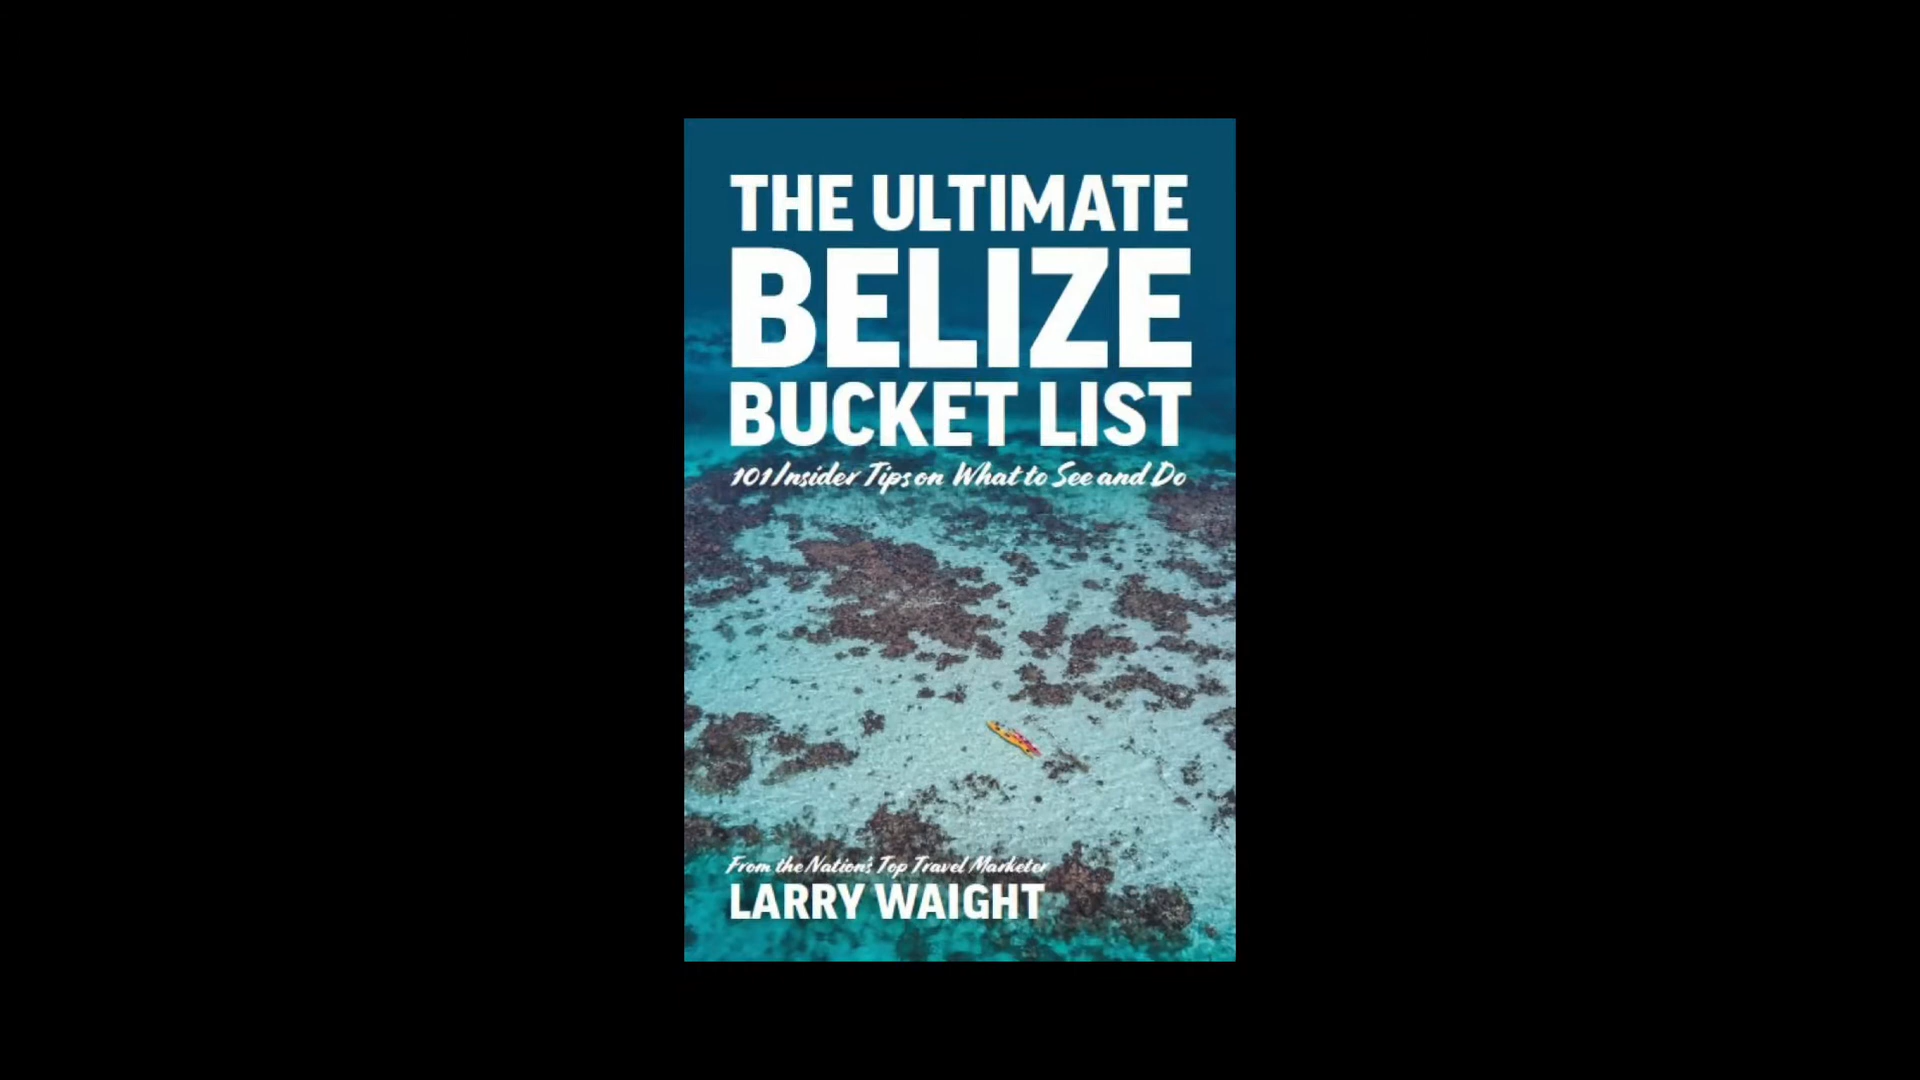 THE ULTIMATE
BELIZE
BUCKET LIST
101 Insider Tips on What to See and Do
From the Nation's Top Travel Marketer
LARRY WAIGHT